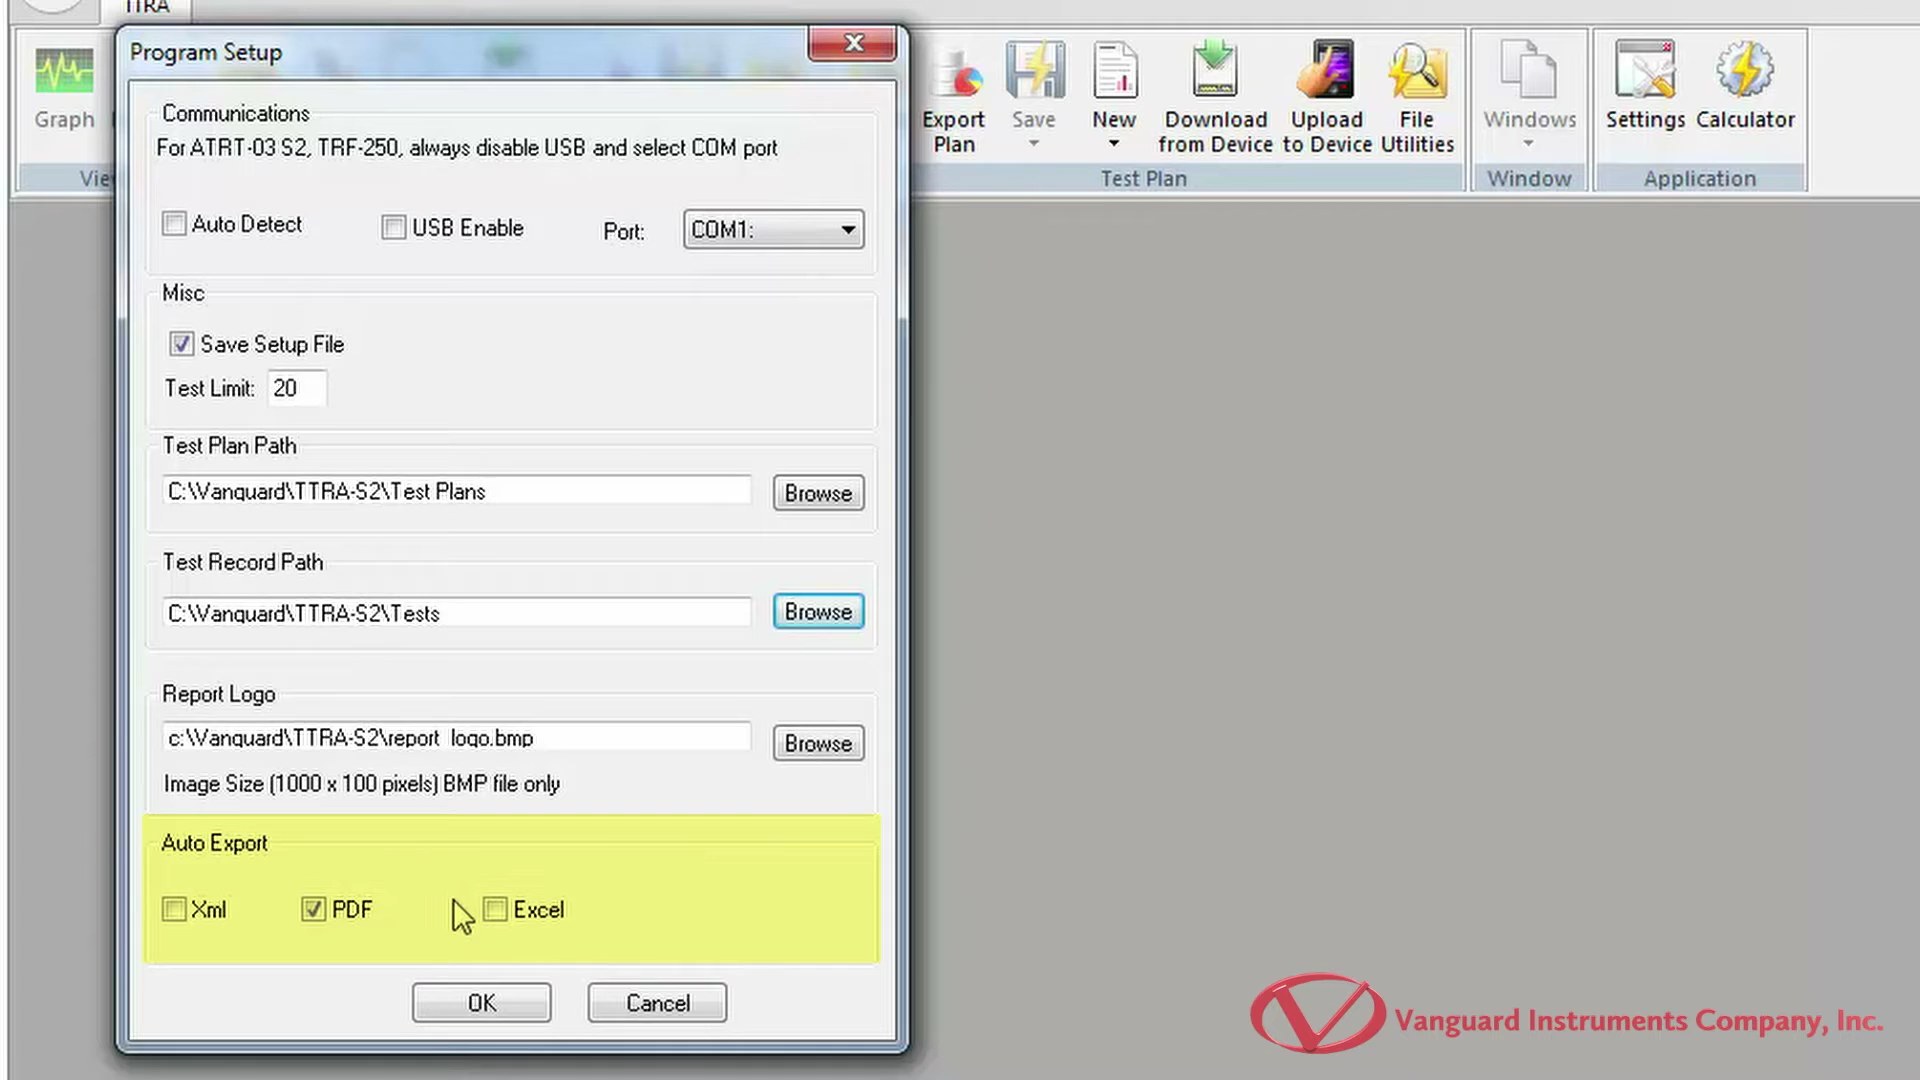 TTRA
Program Setup
Communications
For ATRT-03 S2, TRF-250, always disable USB and select COM port
Auto Detect
USB Enable
Port:
COM1:
Misc
Save Setup File
Test Limit: 20
Test Plan Path
C:\Vanguard\TTRA-S2\Test Plans
Browse
Test Record Path
C:\Vanguard\TTRA-S2\Tests
Browse
Report Logo
c:\Vanguard\TTRA-S2\report_logo.bmp
Browse
Image Size (1000 x 100 pixels) BMP file only
Auto Export
Xml
PDF
Excel
OK
Cancel
Graph
Export
Plan
Save
New
Download
from Device
Upload
to Device
File
Utilities
Test Plan
Windows
Window
Settings
Calculator
Application
Vanguard Instruments Company, Inc.